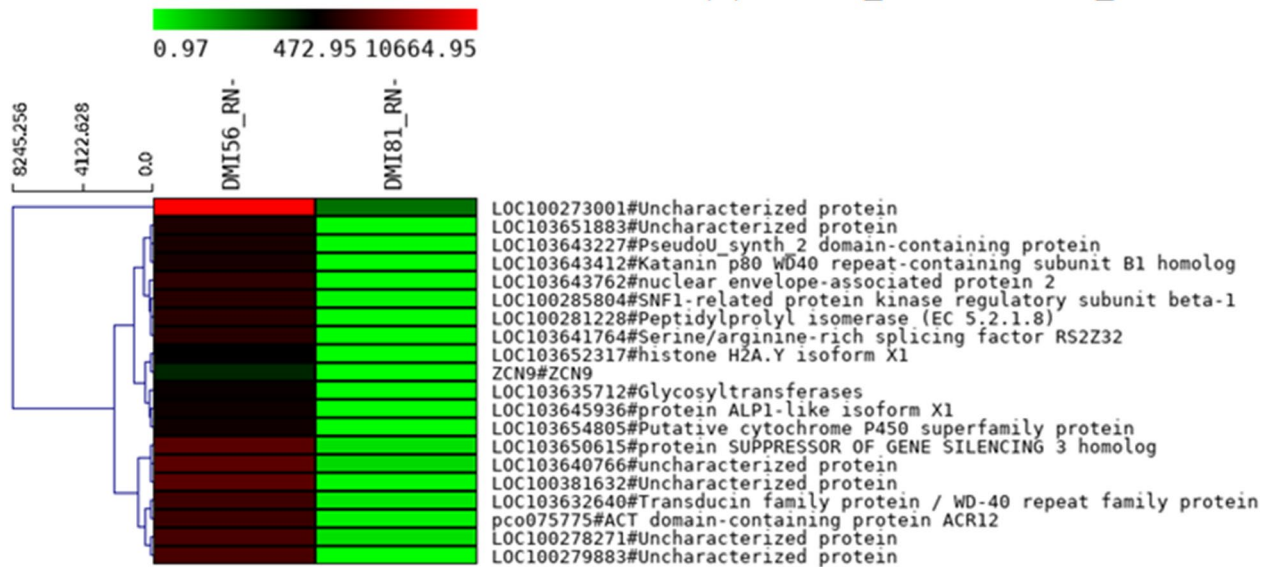 0.97 472.95 10664.95
8245.256
4122.628
0.0
DMI56_RN-
DMI81_RN-
LOC100273001#Uncharacterized protein
LOC103651883#Uncharacterized protein
LOC103643227#PseudoU_synth_2 domain-containing protein
LOC103643412#Katanin p80 WD40 repeat-containing subunit B1 homolog
LOC103643762#nuclear envelope-associated protein 2
LOC100285804#SNF1-related protein kinase regulatory subunit beta-1
LOC100281228#Peptidylprolyl isomerase (EC 5.2.1.8)
LOC103641764#Serine/arginine-rich splicing factor RS2Z32
LOC103652317#histone H2A.Y isoform X1
ZCN9#ZCN9
LOC103635712#Glycosyltransferases
LOC103645936#protein ALP1-like isoform X1
LOC103654805#Putative cytochrome P450 superfamily protein
LOC103650615#protein SUPPRESSOR OF GENE SILENCING 3 homolog
LOC103640766#uncharacterized protein
LOC100381632#Uncharacterized protein
LOC103632640#Transducin family protein / WD-40 repeat family protein
pco075775#ACT domain-containing protein ACR12
LOC100278271#Uncharacterized protein
LOC100279883#Uncharacterized protein